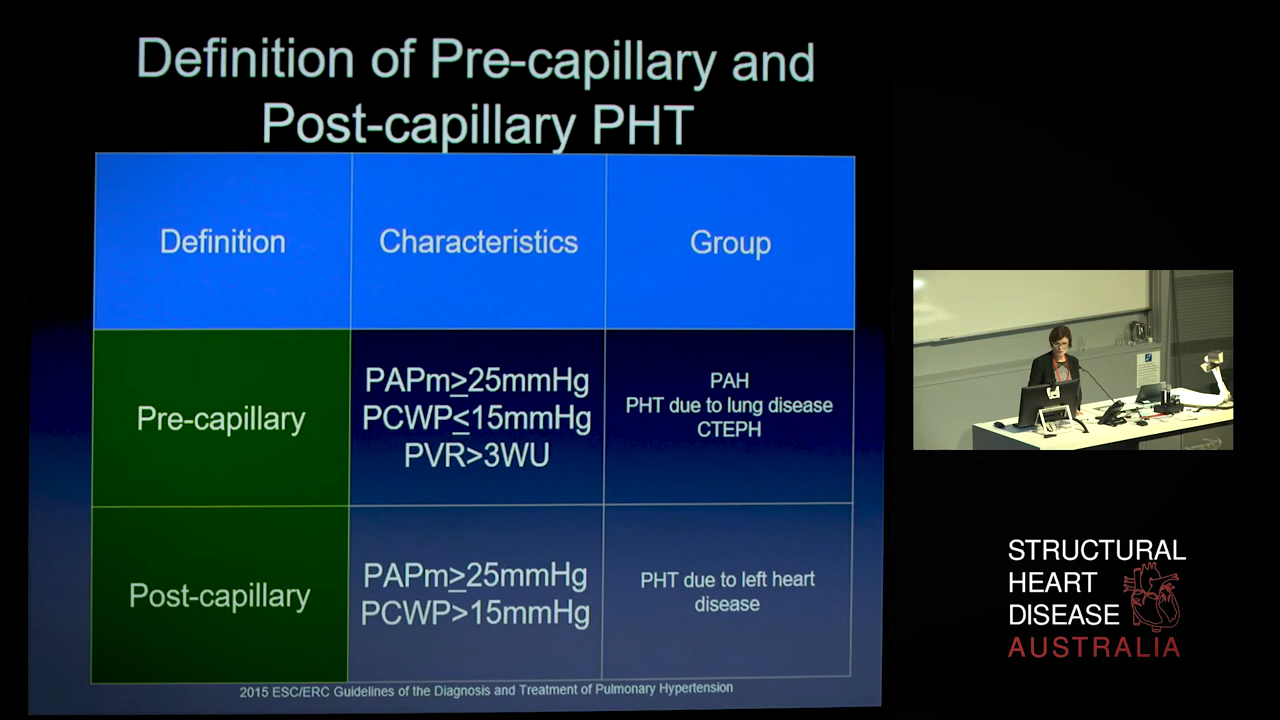 Definition of Pre-capillary and
Post-capillary PHT
Definition
Characteristics
Group
Pre-capillary
PAPm≥25mmHg
PCWP≤15mmHg
PVR>3WU
PAH
PHT due to lung disease
CTEPH
Post-capillary
PAPm≥25mmHg
PCWP>15mmHg
PHT due to left heart
disease
2015 ESC/ERC Guidelines of the Diagnosis and Treatment of Pulmonary Hypertension
STRUCTURAL
HEART
DISEASE
AUSTRALIA